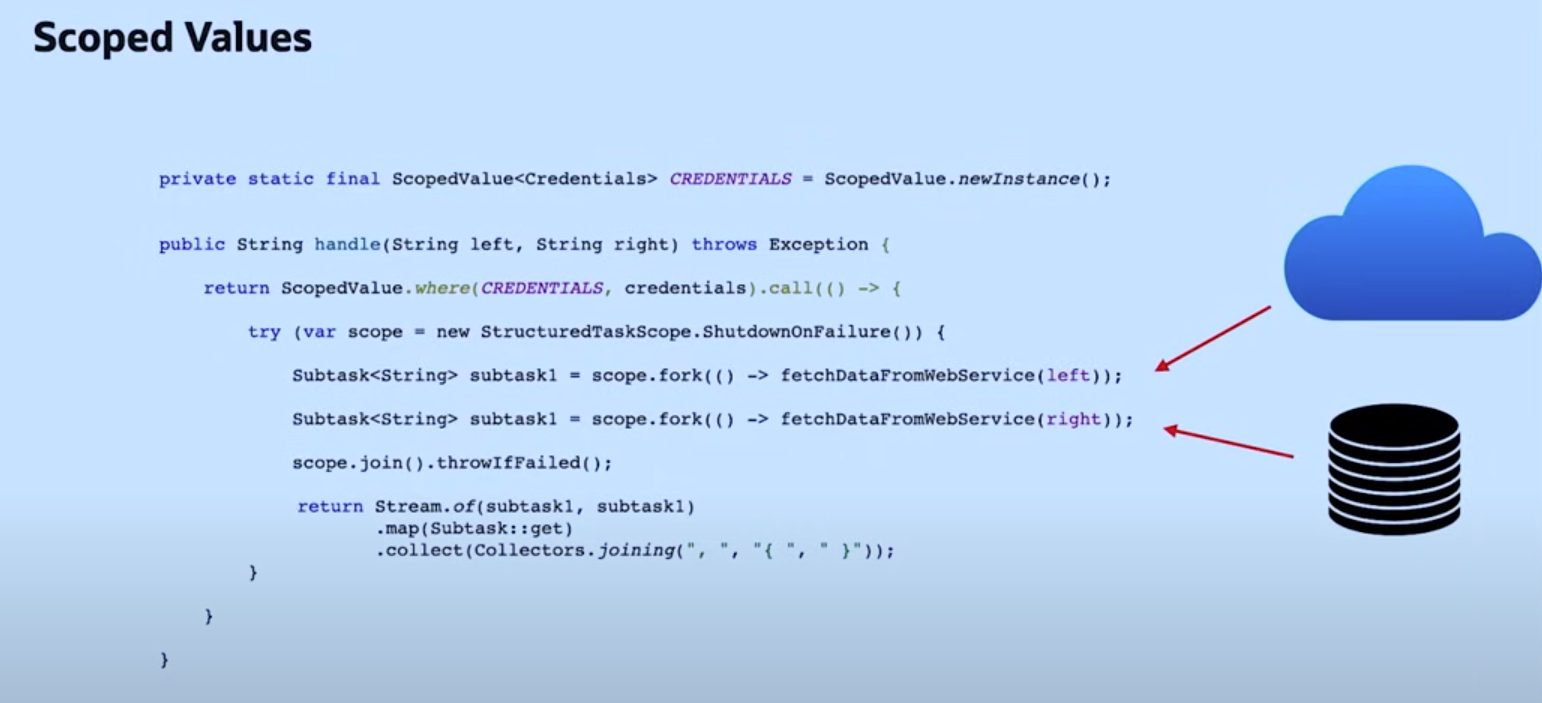 Scoped Values
private static final ScopedValue<Credentials> CREDENTIALS = ScopedValue.newInstance();
public String handle(String left, String right) throws Exception {
return ScopedValue.where(CREDENTIALS, credentials).call(() -> {
try (var scope = new StructuredTaskScope.ShutdownOnFailure()) {
Subtask<String> subtask1 = scope.fork(() -> fetchDataFromWebService(left));
Subtask<String> subtask1 = scope.fork(() -> fetchDataFromWebService(right));
scope.join().throwIfFailed();
return Stream.of(subtask1, subtask1)
.map(Subtask::get)
.collect(Collectors.joining(", ", "{ ", " }"));
}
}
}